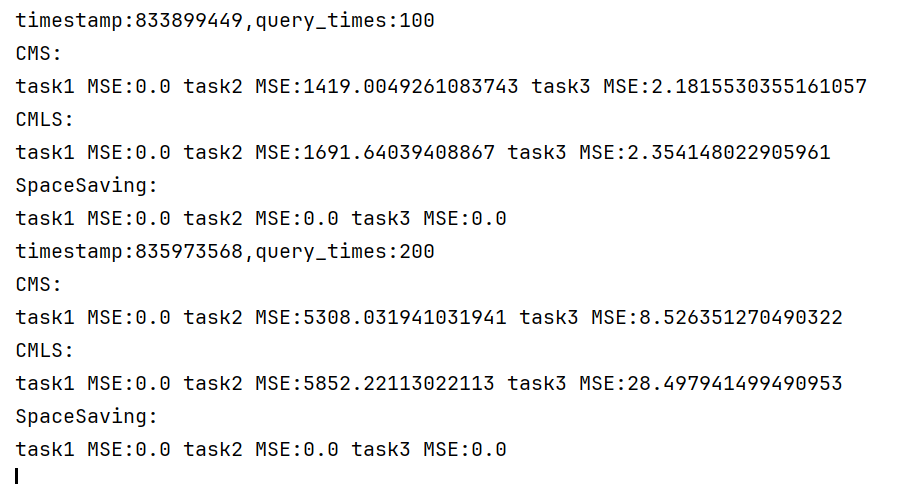 timestamp:833899449,query_times:100
CMS:
task1 MSE:0.0 task2 MSE:1419.0049261083743 task3 MSE:2.1815530355161057
CMLS:
task1 MSE:0.0 task2 MSE:1691.64039408867 task3 MSE:2.354148022905961
SpaceSaving:
task1 MSE:0.0 task2 MSE:0.0 task3 MSE:0.0
timestamp:835973568,query_times:200
CMS:
task1 MSE:0.0 task2 MSE:5308.031941031941 task3 MSE:8.526351270490322
CMLS:
task1 MSE:0.0 task2 MSE:5852.22113022113 task3 MSE:28.497941499490953
SpaceSaving:
task1 MSE:0.0 task2 MSE:0.0 task3 MSE:0.0